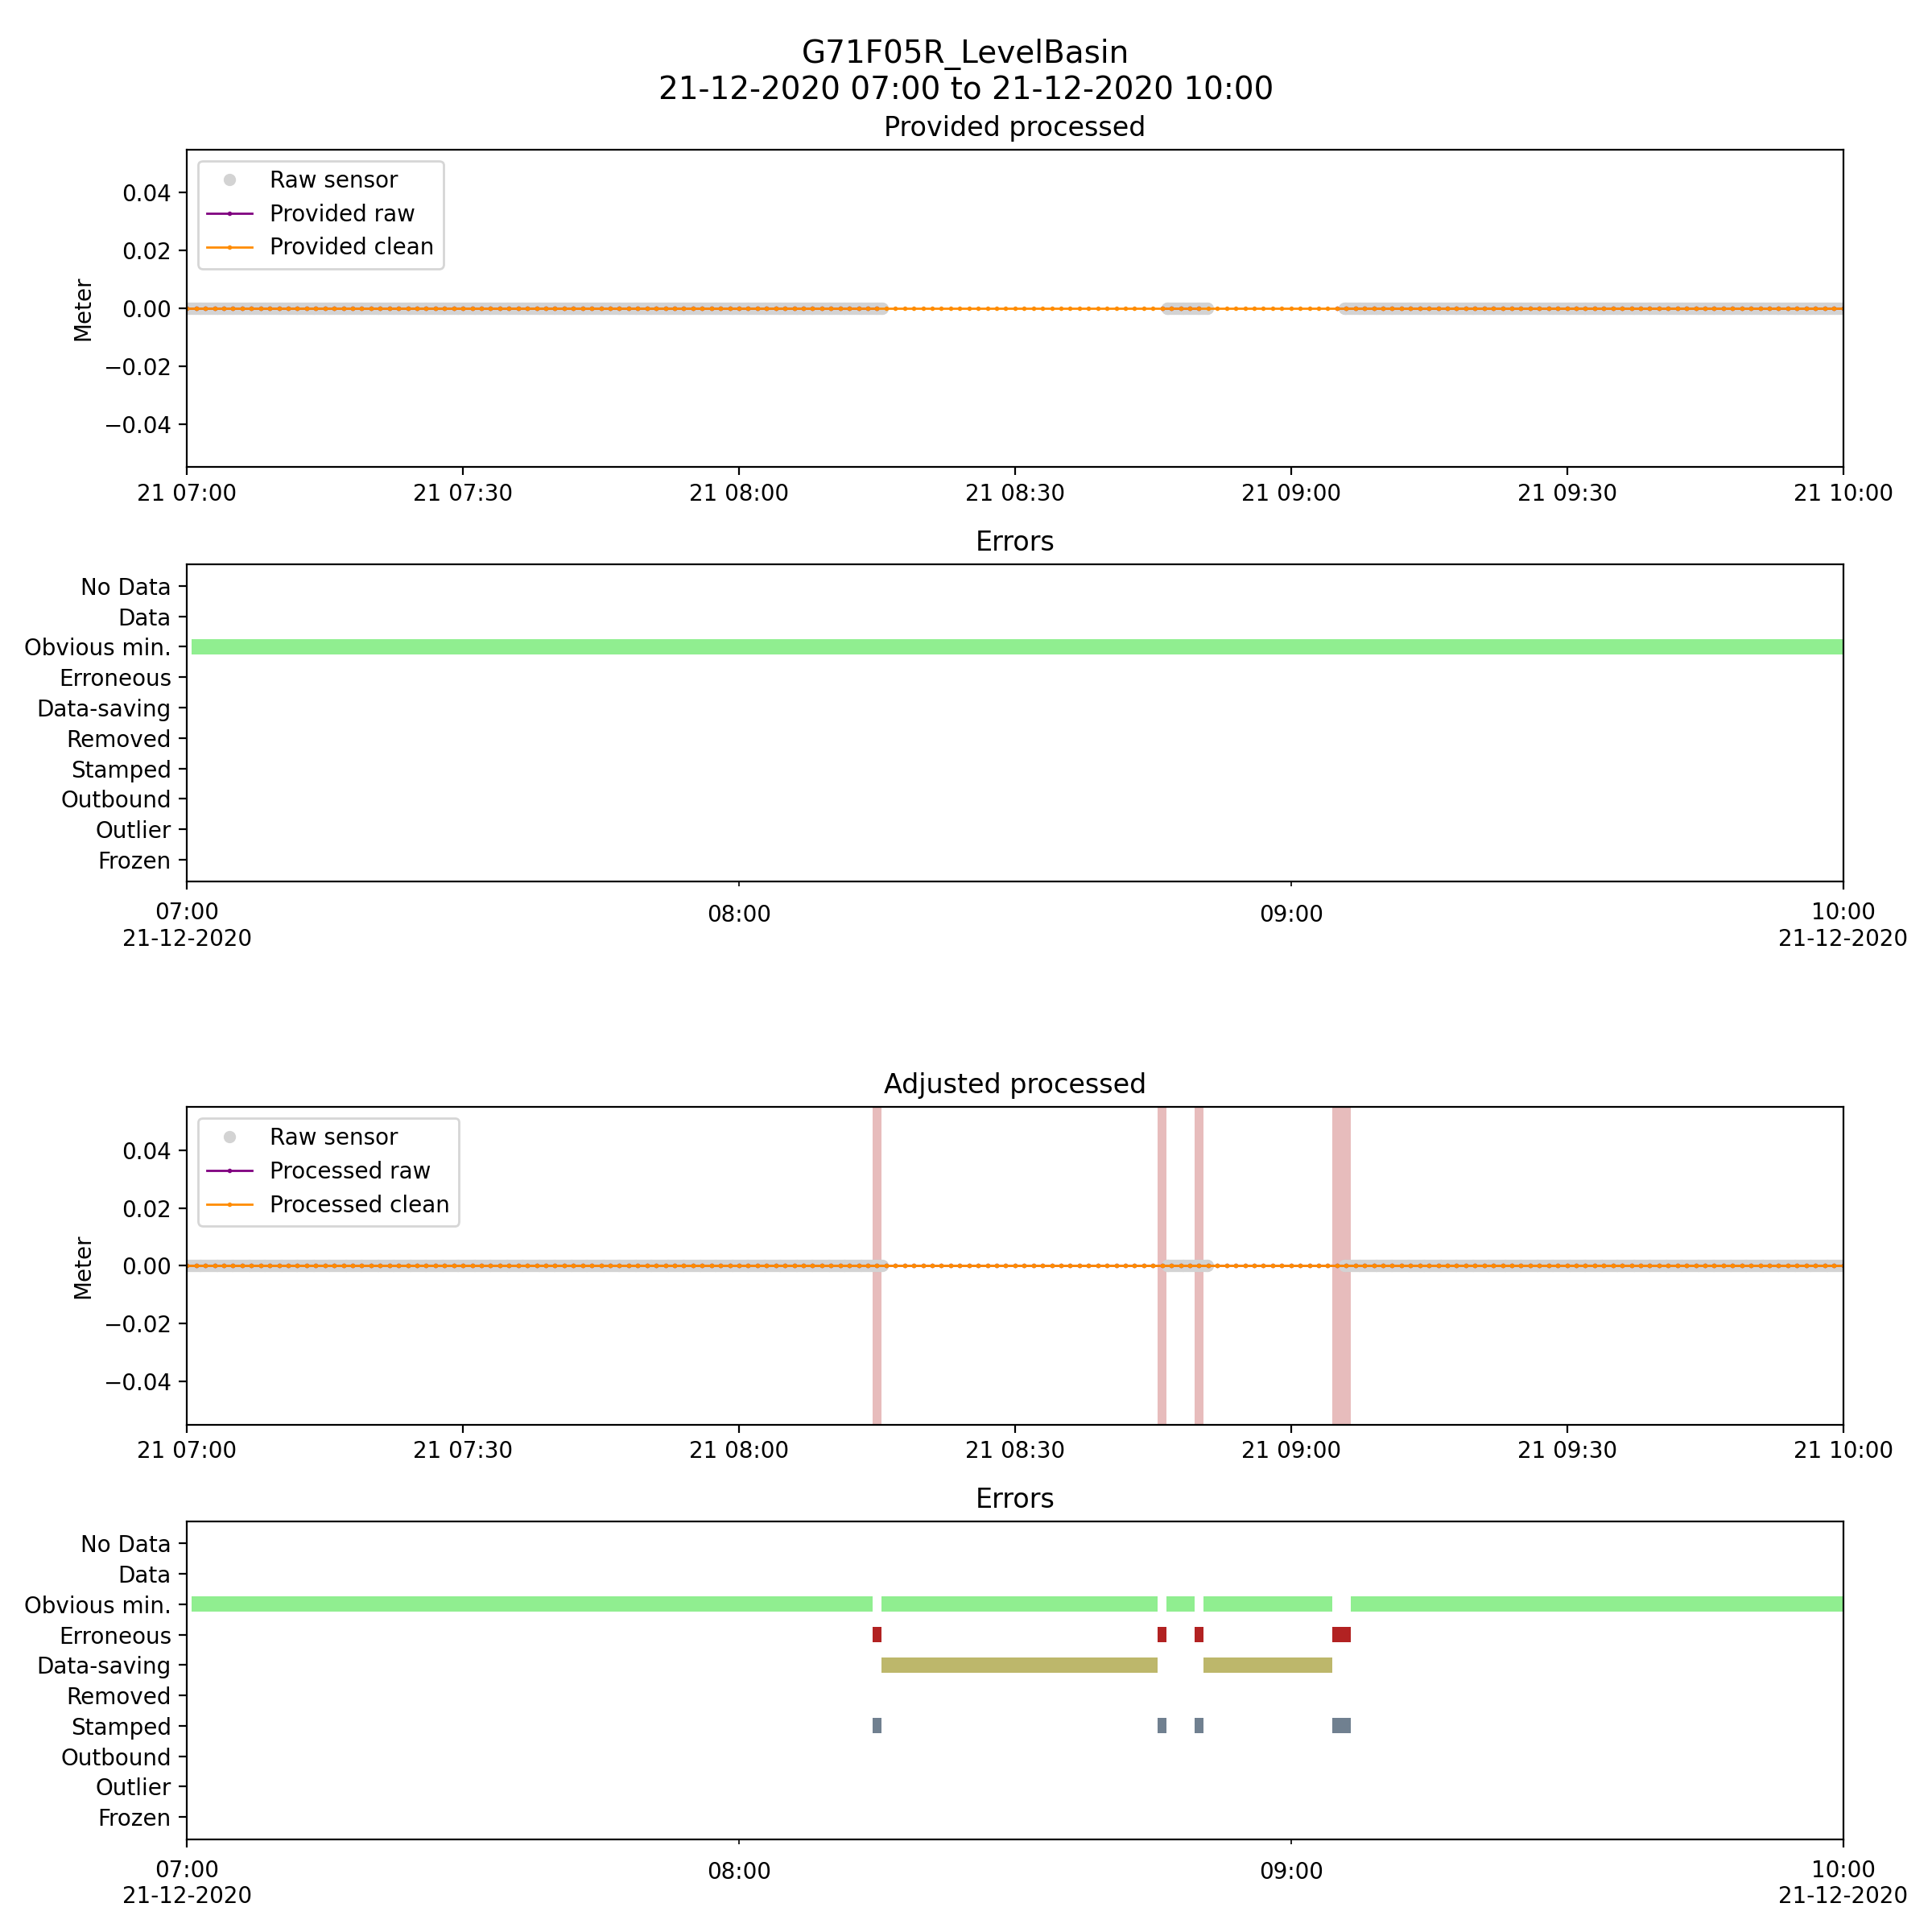 G71F05R_LevelBasin
21-12-2020 07:00 to 21-12-2020 10:00
Provided processed
Raw sensor
Provided raw
Provided clean
Meter
0.04
0.02
0.00
−0.02
−0.04
21 07:00 21 07:30 21 08:00 21 08:30 21 09:00 21 09:30 21 10:00
Errors
No Data
Data
Obvious min.
Erroneous
Data-saving
Removed
Stamped
Outbound
Outlier
Frozen
07:00 08:00 09:00 10:00
21-12-2020 21-12-2020
Adjusted processed
Raw sensor
Processed raw
Processed clean
Meter
0.04
0.02
0.00
−0.02
−0.04
21 07:00 21 07:30 21 08:00 21 08:30 21 09:00 21 09:30 21 10:00
Errors
No Data
Data
Obvious min.
Erroneous
Data-saving
Removed
Stamped
Outbound
Outlier
Frozen
07:00 08:00 09:00 10:00
21-12-2020 21-12-2020